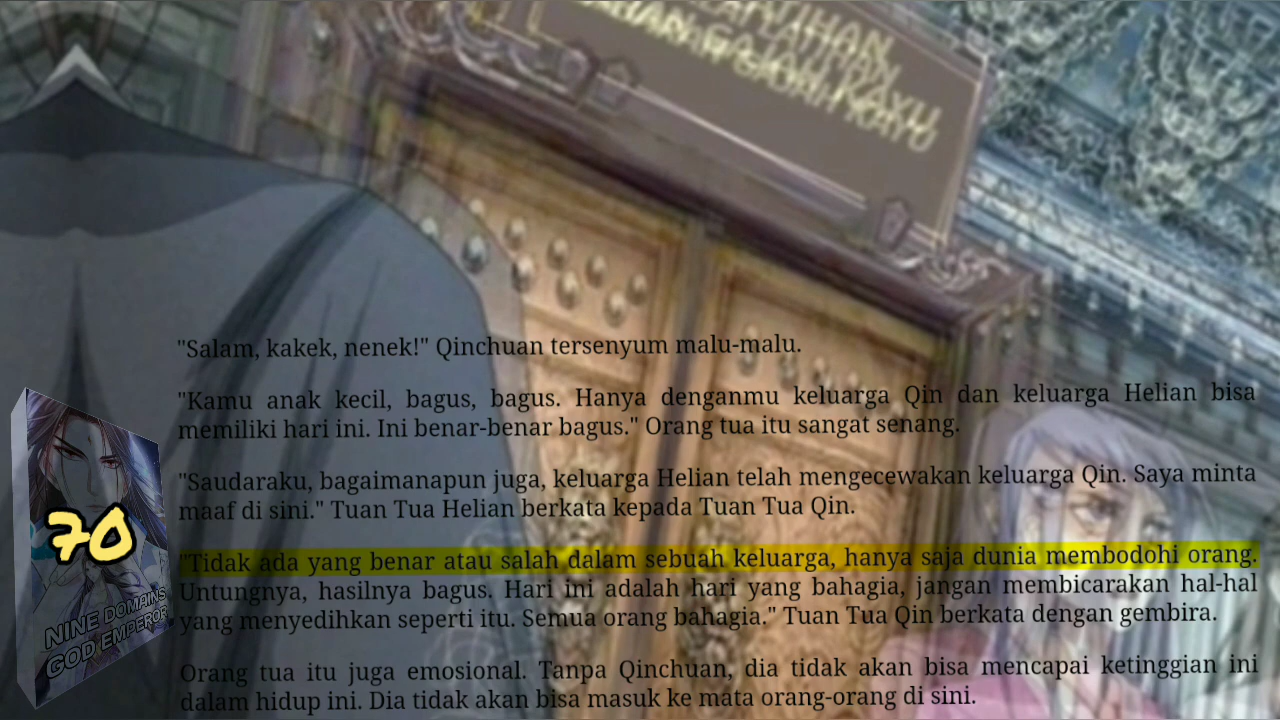 "Salam, kakek, nenek!" Qinchuan tersenyum malu-malu.
"Kamu anak kecil, bagus, bagus. Hanya denganmu keluarga Qin dan keluarga Helian bisa
memiliki hari ini. Ini benar-benar bagus." Orang tua itu sangat senang.
"Saudaraku, bagaimanapun juga, keluarga Helian telah mengecewakan keluarga Qin. Saya minta
maaf di sini." Tuan Tua Helian berkata kepada Tuan Tua Qin.
"Tidak ada yang benar atau salah dalam sebuah keluarga, hanya saja dunia membodohi orang.
Untungnya, hasilnya bagus. Hari ini adalah hari yang bahagia, jangan membicarakan hal-hal
yang menyedihkan seperti itu. Semua orang bahagia." Tuan Tua Qin berkata dengan gembira.
Orang tua itu juga emosional. Tanpa Qinchuan, dia tidak akan bisa mencapai ketinggian ini
dalam hidup ini. Dia tidak akan bisa masuk ke mata orang-orang di sini.
70
NINE DOMAINS
GOD EMPEROR